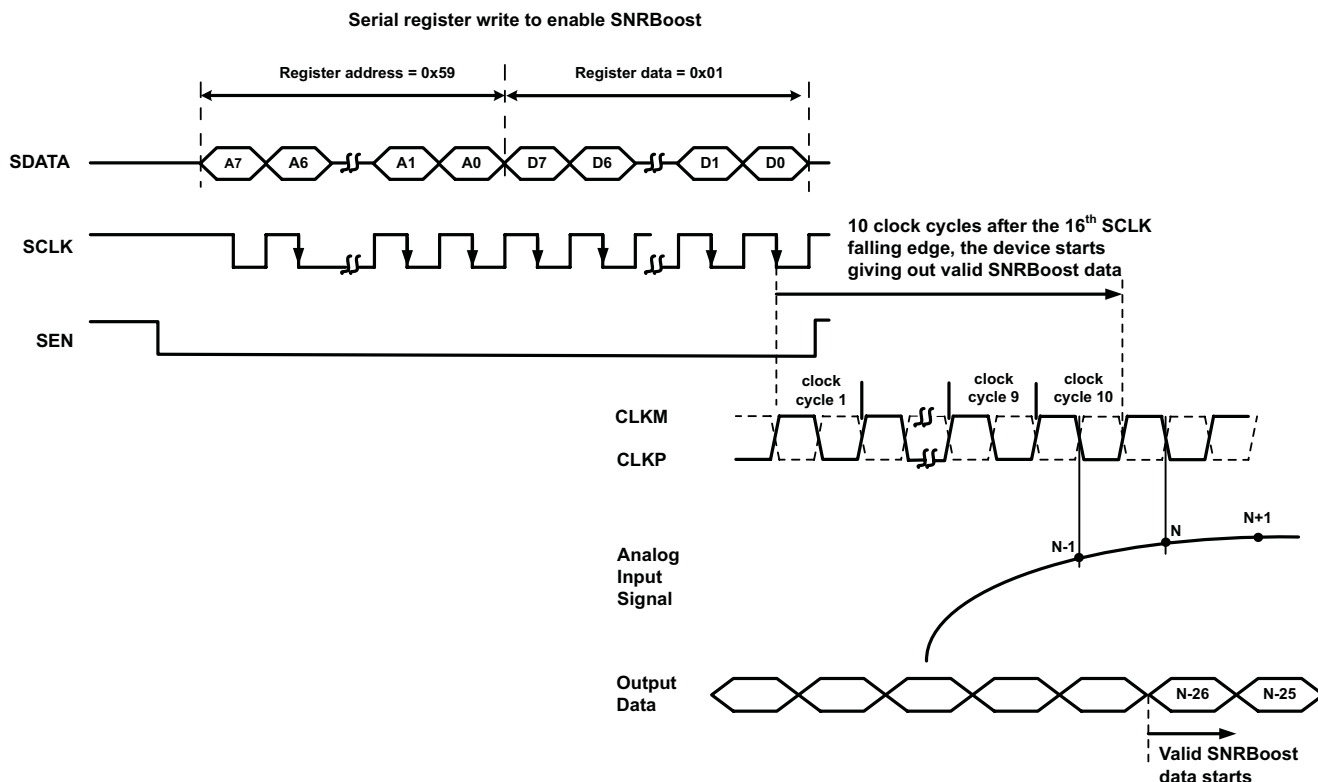 Serial register write to enable SNRBoost
Register address = 0x59
Register data = 0x01
SDATA
A7
A6
A1
A0
D7
D6
D1
D0
SCLK
10 clock cycles after the 16th SCLK
falling edge, the device starts
giving out valid SNRBoost data
SEN
clock
cycle 1
clock
cycle 9
clock
cycle 10
CLKM
CLKP
Analog
Input
Signal
N-1
N
N+1
Output
Data
N-26
N-25
Valid SNRBoost
data starts